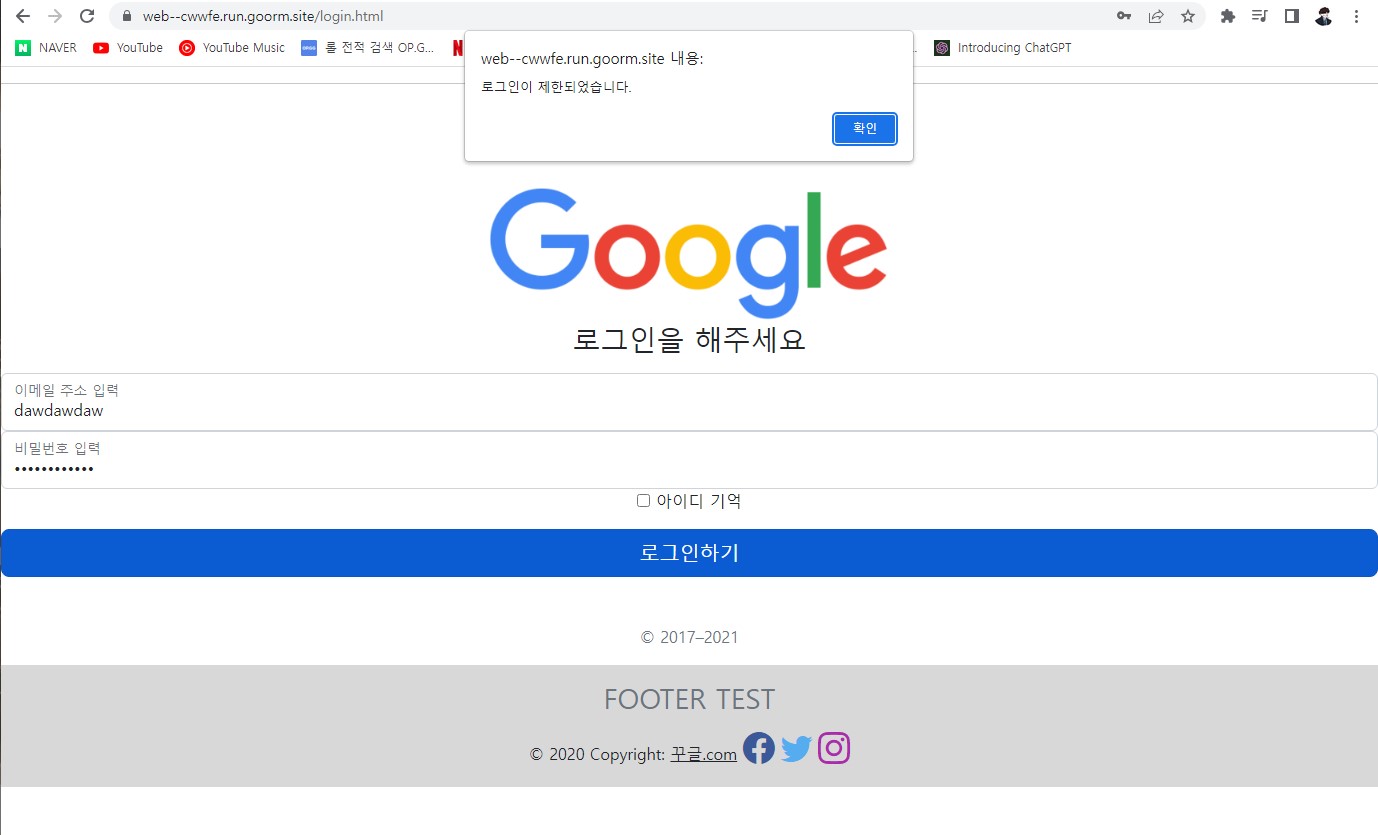 web--cwwfe.run.goorm.site/login.html
NAVER YouTube YouTube Music 롤 전적 검색 OP.G... Introducing ChatGPT
web--cwwfe.run.goorm.site 내용:
로그인이 제한되었습니다.
확인
Google
로그인을 해주세요
이메일 주소 입력
dawdawdaw
비밀번호 입력
••••••••••••
아이디 기억
로그인하기
© 2017–2021
FOOTER TEST
© 2020 Copyright: 꾸글.com